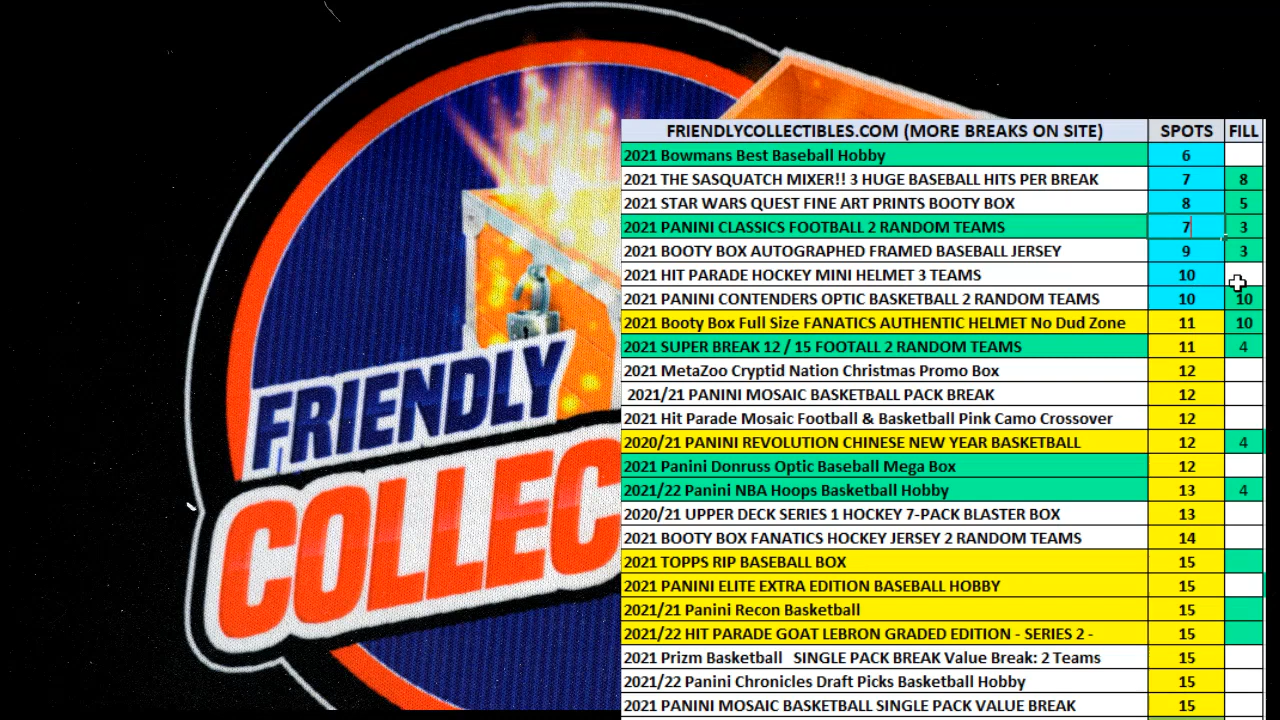 FRIENDLY
COLLEC
FRIENDLYCOLLECTIBLES.COM (MORE BREAKS ON SITE) SPOTS FILL
2021 Bowmans Best Baseball Hobby 6
2021 THE SASQUATCH MIXER!! 3 HUGE BASEBALL HITS PER BREAK 7 8
2021 STAR WARS QUEST FINE ART PRINTS BOOTY BOX 8 5
2021 PANINI CLASSICS FOOTBALL 2 RANDOM TEAMS 7 3
2021 BOOTY BOX AUTOGRAPHED FRAMED BASEBALL JERSEY 9 3
2021 HIT PARADE HOCKEY MINI HELMET 3 TEAMS 10
2021 PANINI CONTENDERS OPTIC BASKETBALL 2 RANDOM TEAMS 10 10
2021 Booty Box Full Size FANATICS AUTHENTIC HELMET No Dud Zone 11 10
2021 SUPER BREAK 12 / 15 FOOTALL 2 RANDOM TEAMS 11 4
2021 MetaZoo Cryptid Nation Christmas Promo Box 12
2021/21 PANINI MOSAIC BASKETBALL PACK BREAK 12
2021 Hit Parade Mosaic Football & Basketball Pink Camo Crossover 12
2020/21 PANINI REVOLUTION CHINESE NEW YEAR BASKETBALL 12 4
2021 Panini Donruss Optic Baseball Mega Box 12
2021/22 Panini NBA Hoops Basketball Hobby 13 4
2020/21 UPPER DECK SERIES 1 HOCKEY 7-PACK BLASTER BOX 13
2021 BOOTY BOX FANATICS HOCKEY JERSEY 2 RANDOM TEAMS 14
2021 TOPPS RIP BASEBALL BOX 15
2021 PANINI ELITE EXTRA EDITION BASEBALL HOBBY 15
2021/21 Panini Recon Basketball 15
2021/22 HIT PARADE GOAT LEBRON GRADED EDITION - SERIES 2 - 15
2021 Prizm Basketball SINGLE PACK BREAK Value Break: 2 Teams 15
2021/22 Panini Chronicles Draft Picks Basketball Hobby 15
2021 PANINI MOSAIC BASKETBALL SINGLE PACK VALUE BREAK 15